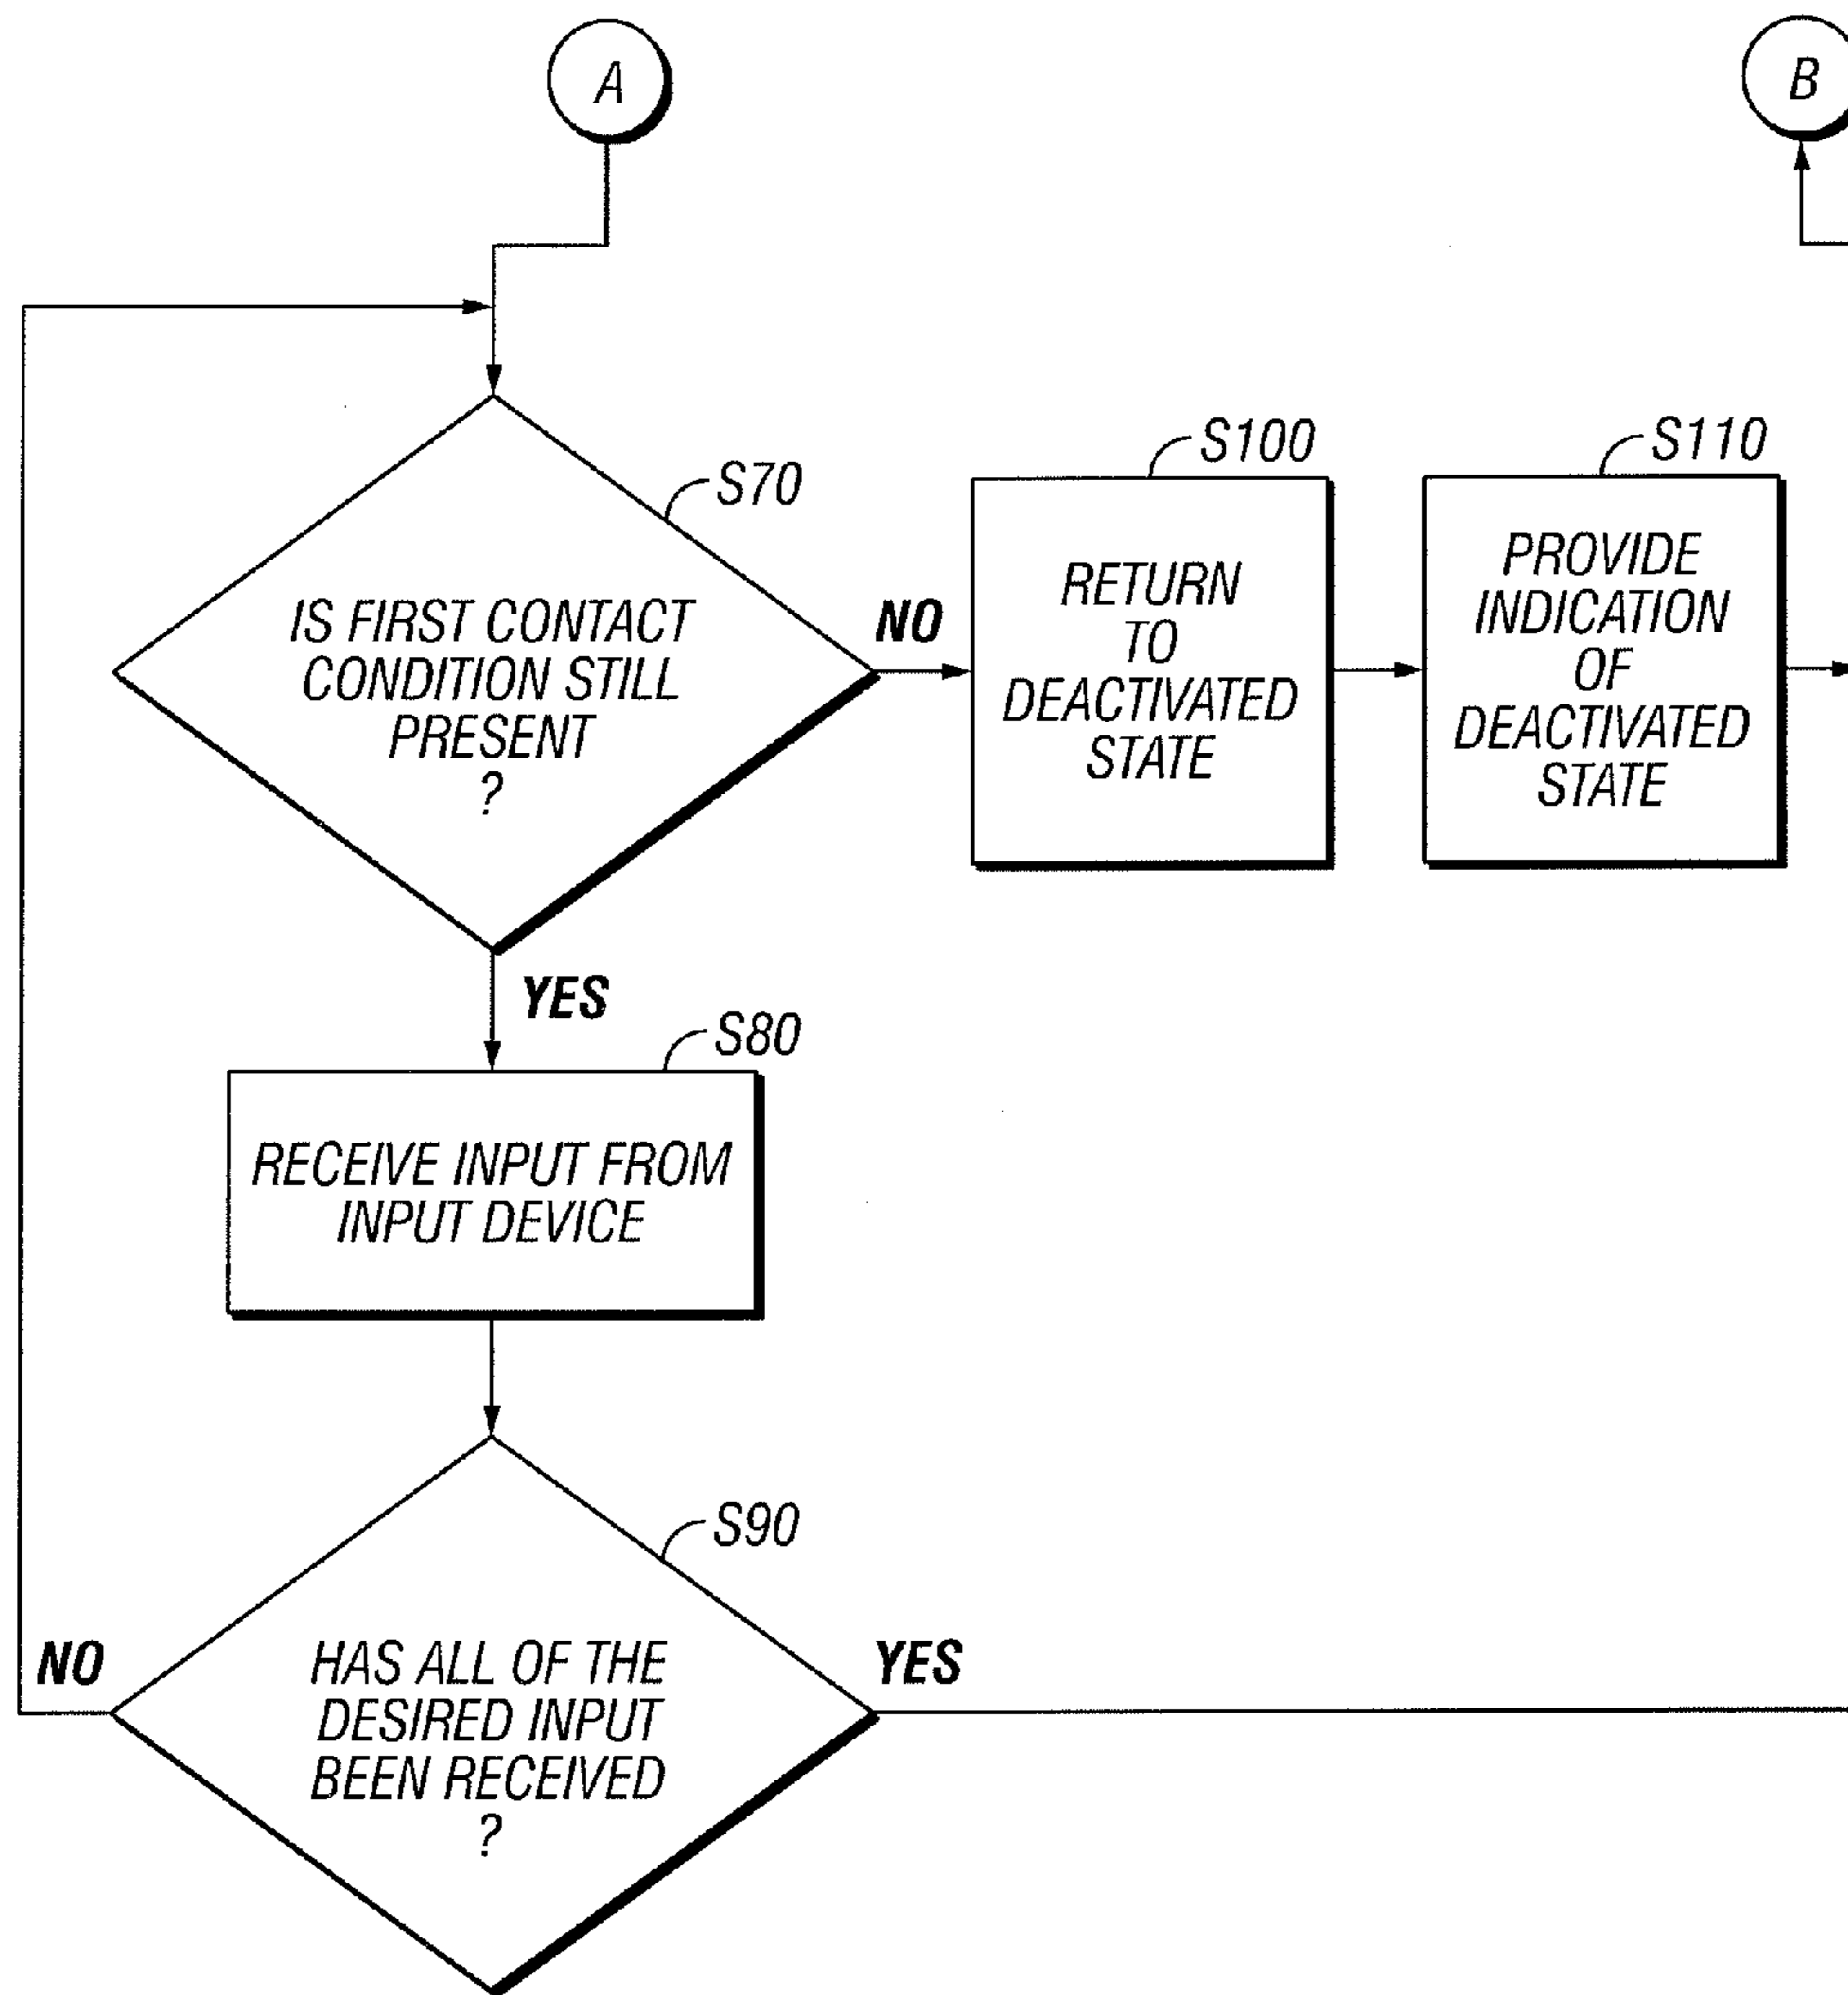 A
B
S70
IS FIRST CONTACT
CONDITION STILL
PRESENT
?
NO
S100
RETURN
TO
DEACTIVATED
STATE
S110
PROVIDE
INDICATION
OF
DEACTIVATED
STATE
YES
S80
RECEIVE INPUT FROM
INPUT DEVICE
S90
NO
HAS ALL OF THE
DESIRED INPUT
BEEN RECEIVED
?
YES